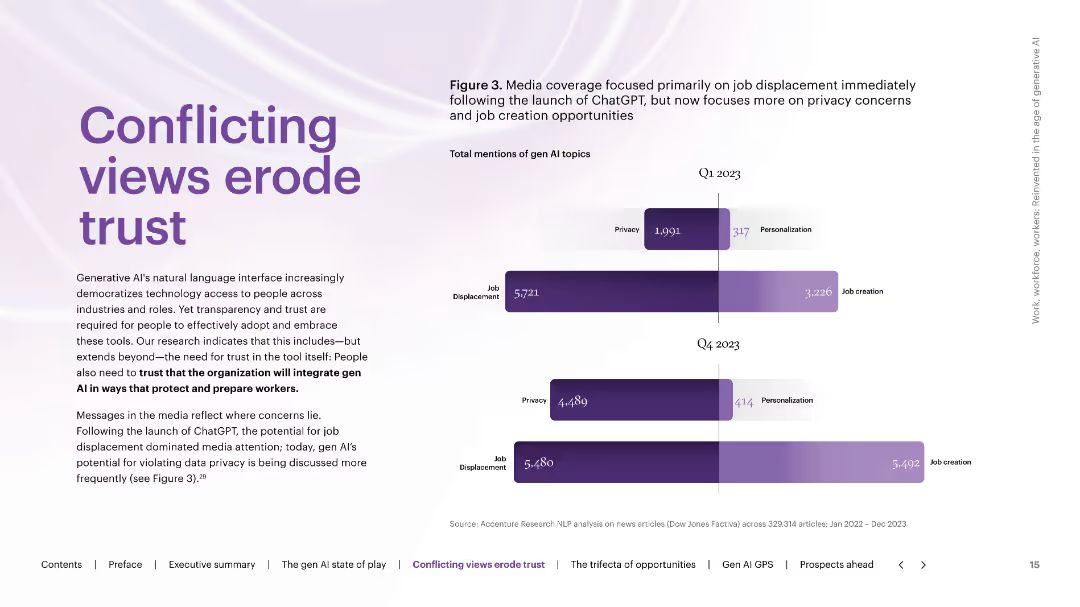 Conflicting
views erode
trust
Generative AI's natural language interface increasingly
democratizes technology access to people across
industries and roles. Yet transparency and trust are
required for people to effectively adopt and embrace
these tools. Our research indicates that this includes—but
extends beyond—the need for trust in the tool itself: People
also need to trust that the organization will integrate gen
AI in ways that protect and prepare workers.
Messages in the media reflect where concerns lie.
Following the launch of ChatGPT, the potential for job
displacement dominated media attention; today, gen AI's
potential for violating data privacy is being discussed more
frequently (see Figure 3).²⁹
Figure 3. Media coverage focused primarily on job displacement immediately
following the launch of ChatGPT, but now focuses more on privacy concerns
and job creation opportunities
Total mentions of gen AI topics
Q1 2023
Privacy 1,991 317 Personalization
Job
Displacement 5,721 3,226 Job creation
Q4 2023
Privacy 4,489 414 Personalization
Job
Displacement 5,480 5,492 Job creation
Source: Accenture Research NLP analysis on news articles (Dow Jones Factiva) across 329,314 articles; Jan 2022 – Dec 2023.
Work, workforce, workers: Reinvented in the age of generative AI
Contents | Preface | Executive summary | The gen AI state of play | Conflicting views erode trust | The trifecta of opportunities | Gen AI GPS | Prospects ahead < > 15